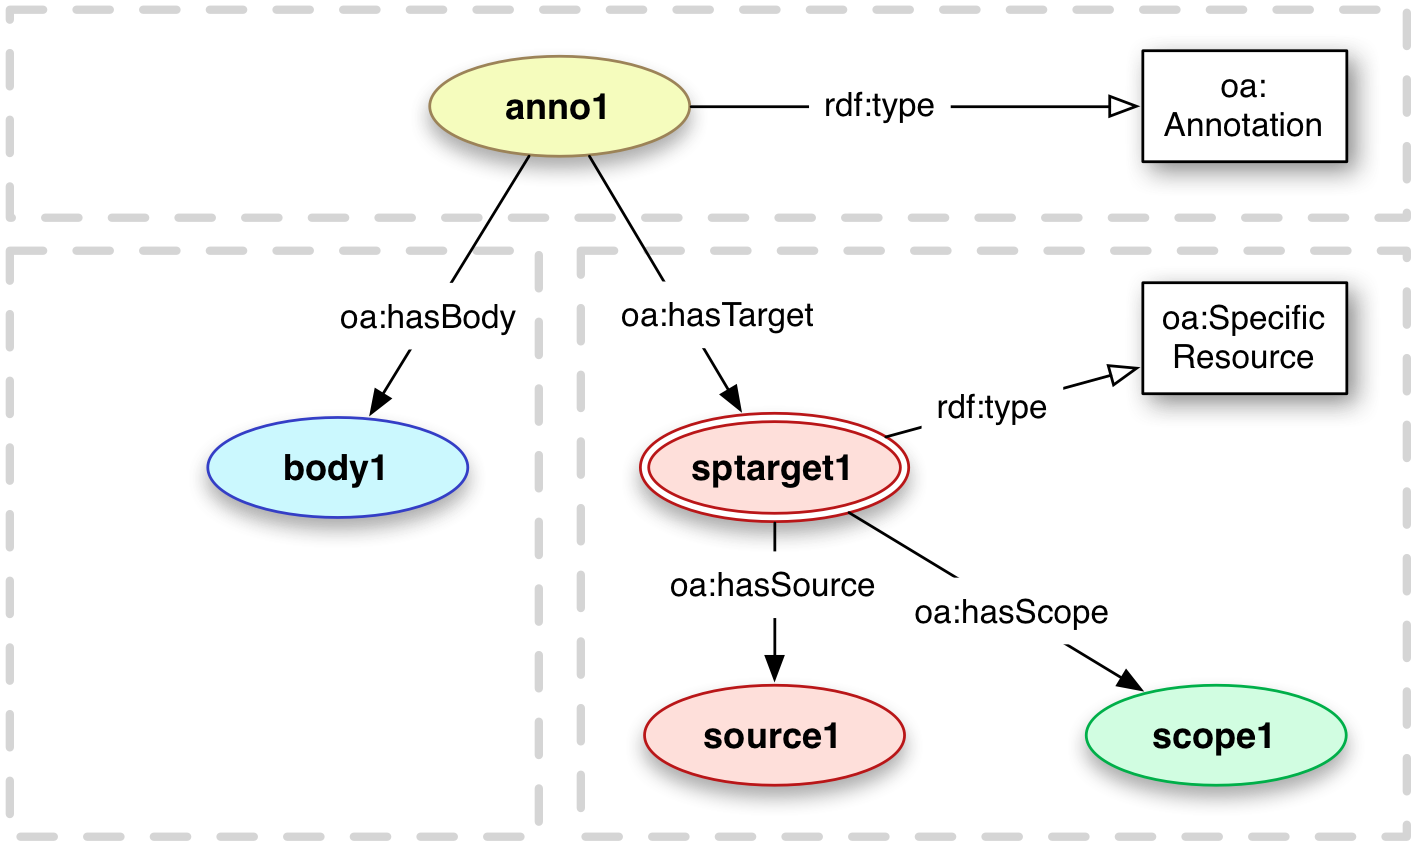 anno1
rdf:type
oa:
Annotation
oa:hasBody
oa:hasTarget
oa:Specific
Resource
rdf:type
body1
sptarget1
oa:hasSource
oa:hasScope
source1
scope1